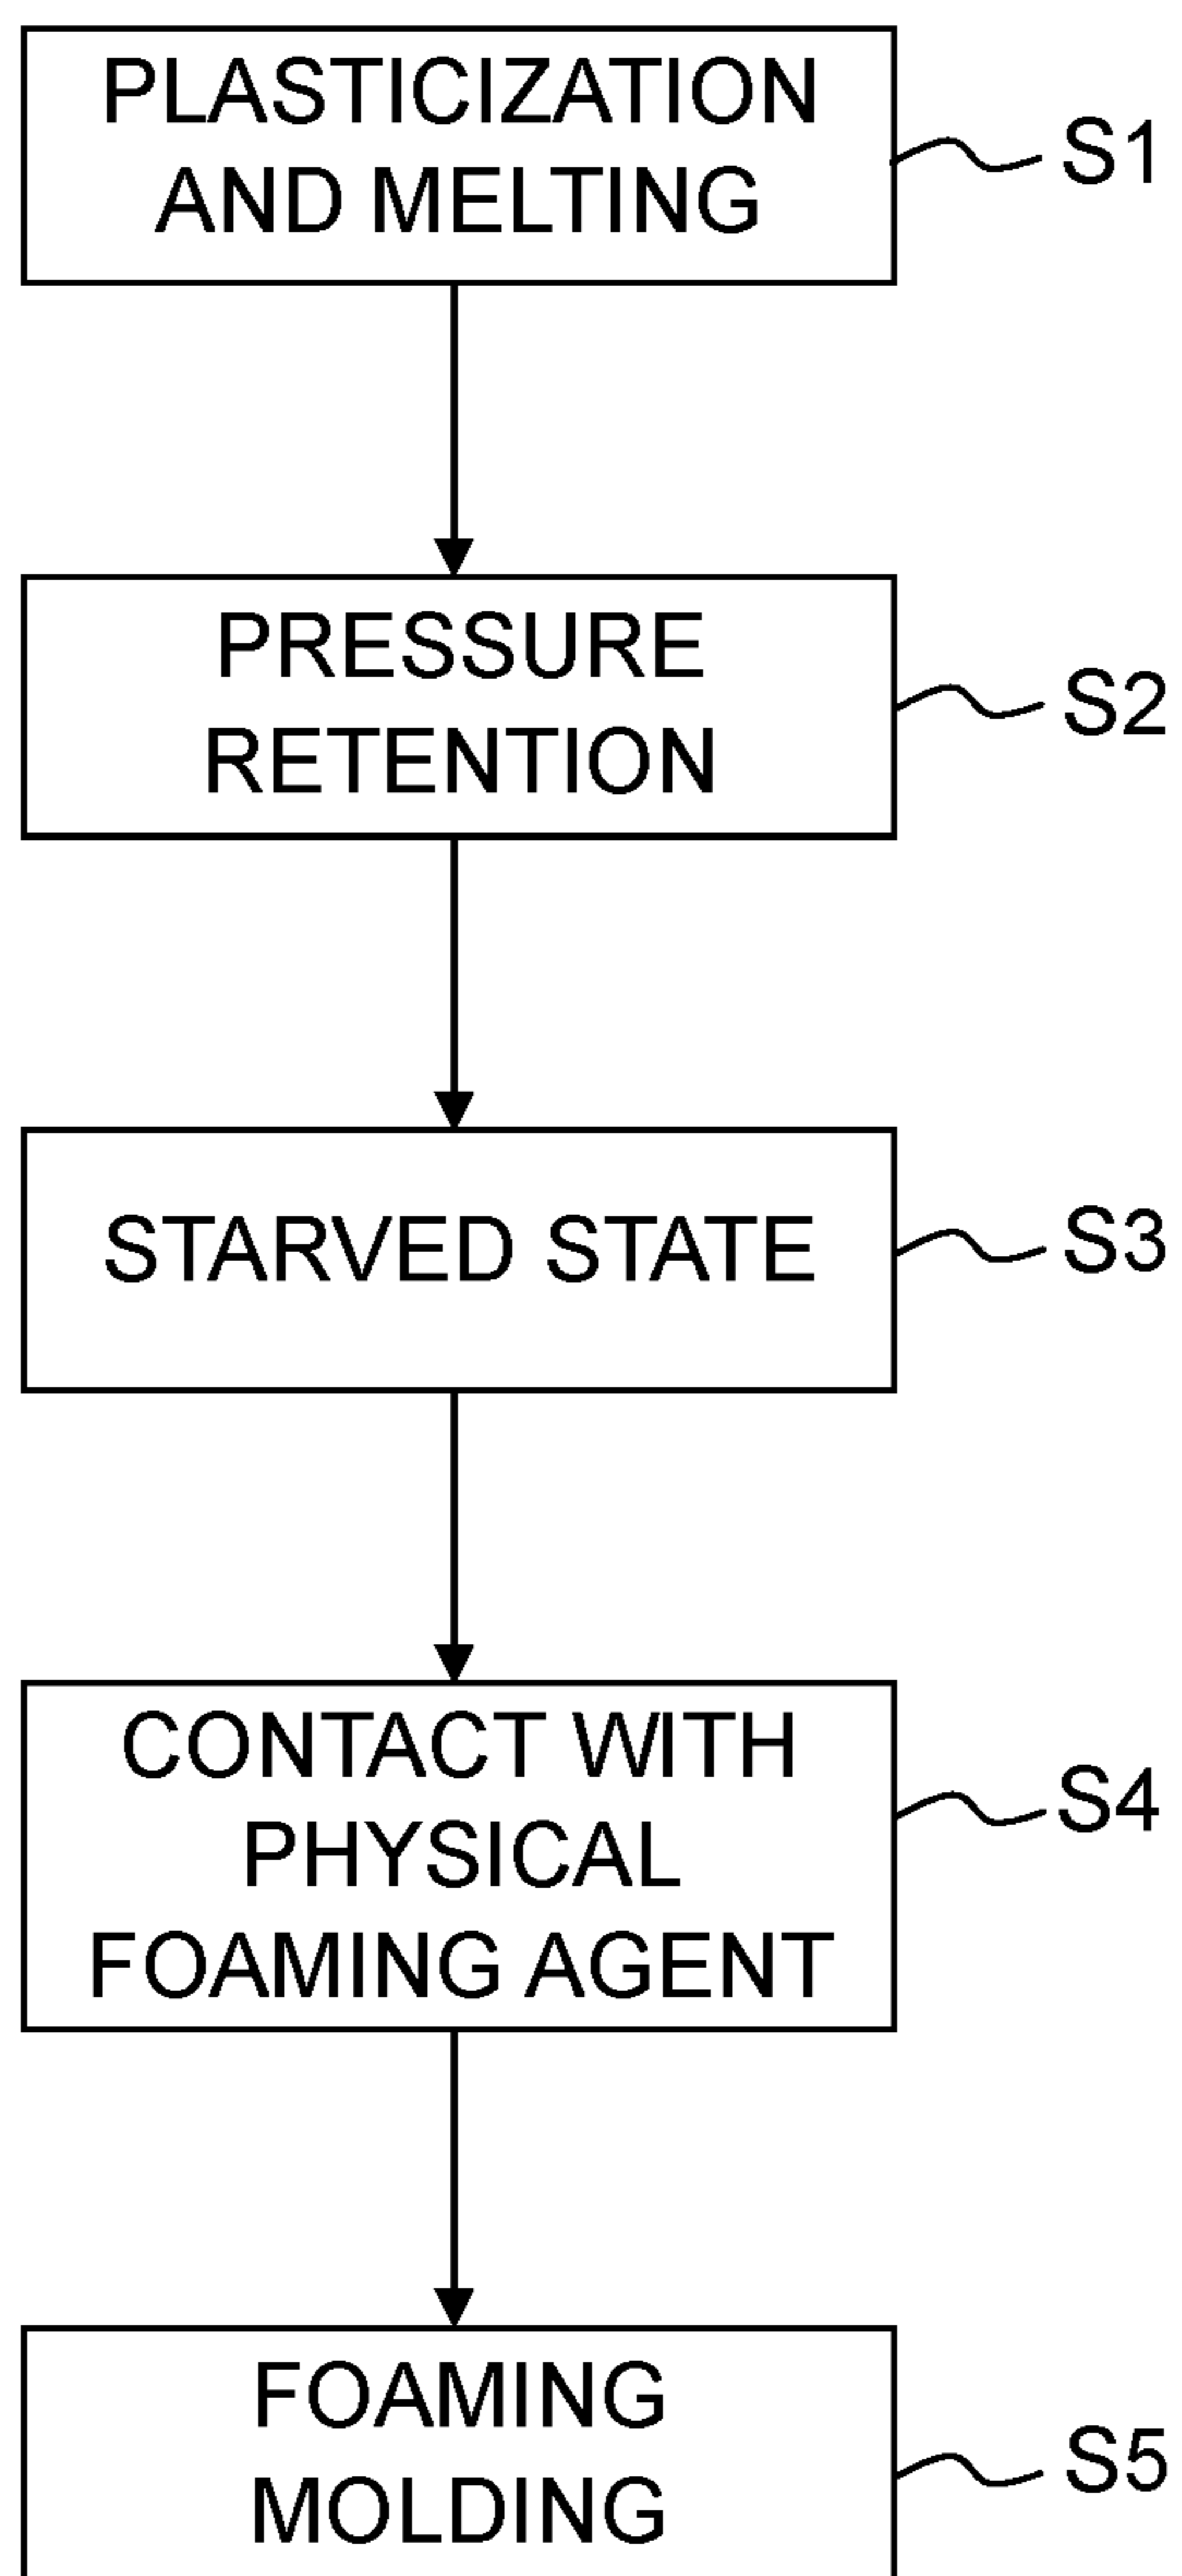 PLASTICIZATION
AND MELTING
S1
PRESSURE
RETENTION
S2
STARVED STATE
S3
CONTACT WITH
PHYSICAL
FOAMING AGENT
S4
FOAMING
MOLDING
S5